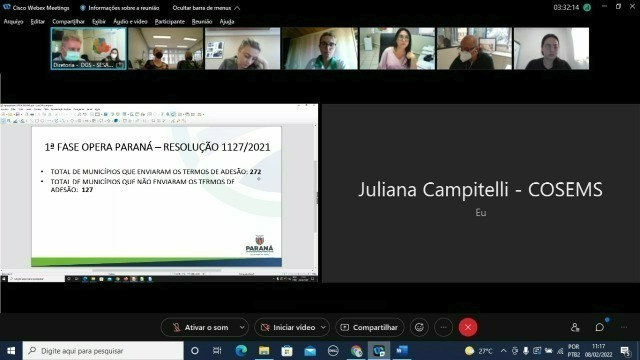 Cisco Webex Meetings
Informações sobre a reunião
Ocultar barra de menus
03:32:14
Arquivo Editar Compartilhar Exibir Áudio e vídeo Participante Reunião Ajuda
Diretoria - DGS - SESA...
1ª FASE OPERA PARANÁ – RESOLUÇÃO 1127/2021
• TOTAL DE MUNICÍPIOS QUE ENVIARAM OS TERMOS DE ADESÃO: 272
• TOTAL DE MUNICÍPIOS QUE NÃO ENVIARAM OS TERMOS DE
ADESÃO: 127
PARANÁ
Juliana Campitelli - COSEMS
Eu
Ativar o som
Iniciar vídeo
Compartilhar
Digite aqui para pesquisar
DELL
27°C
POR
PTB2
11:17
08/02/2022